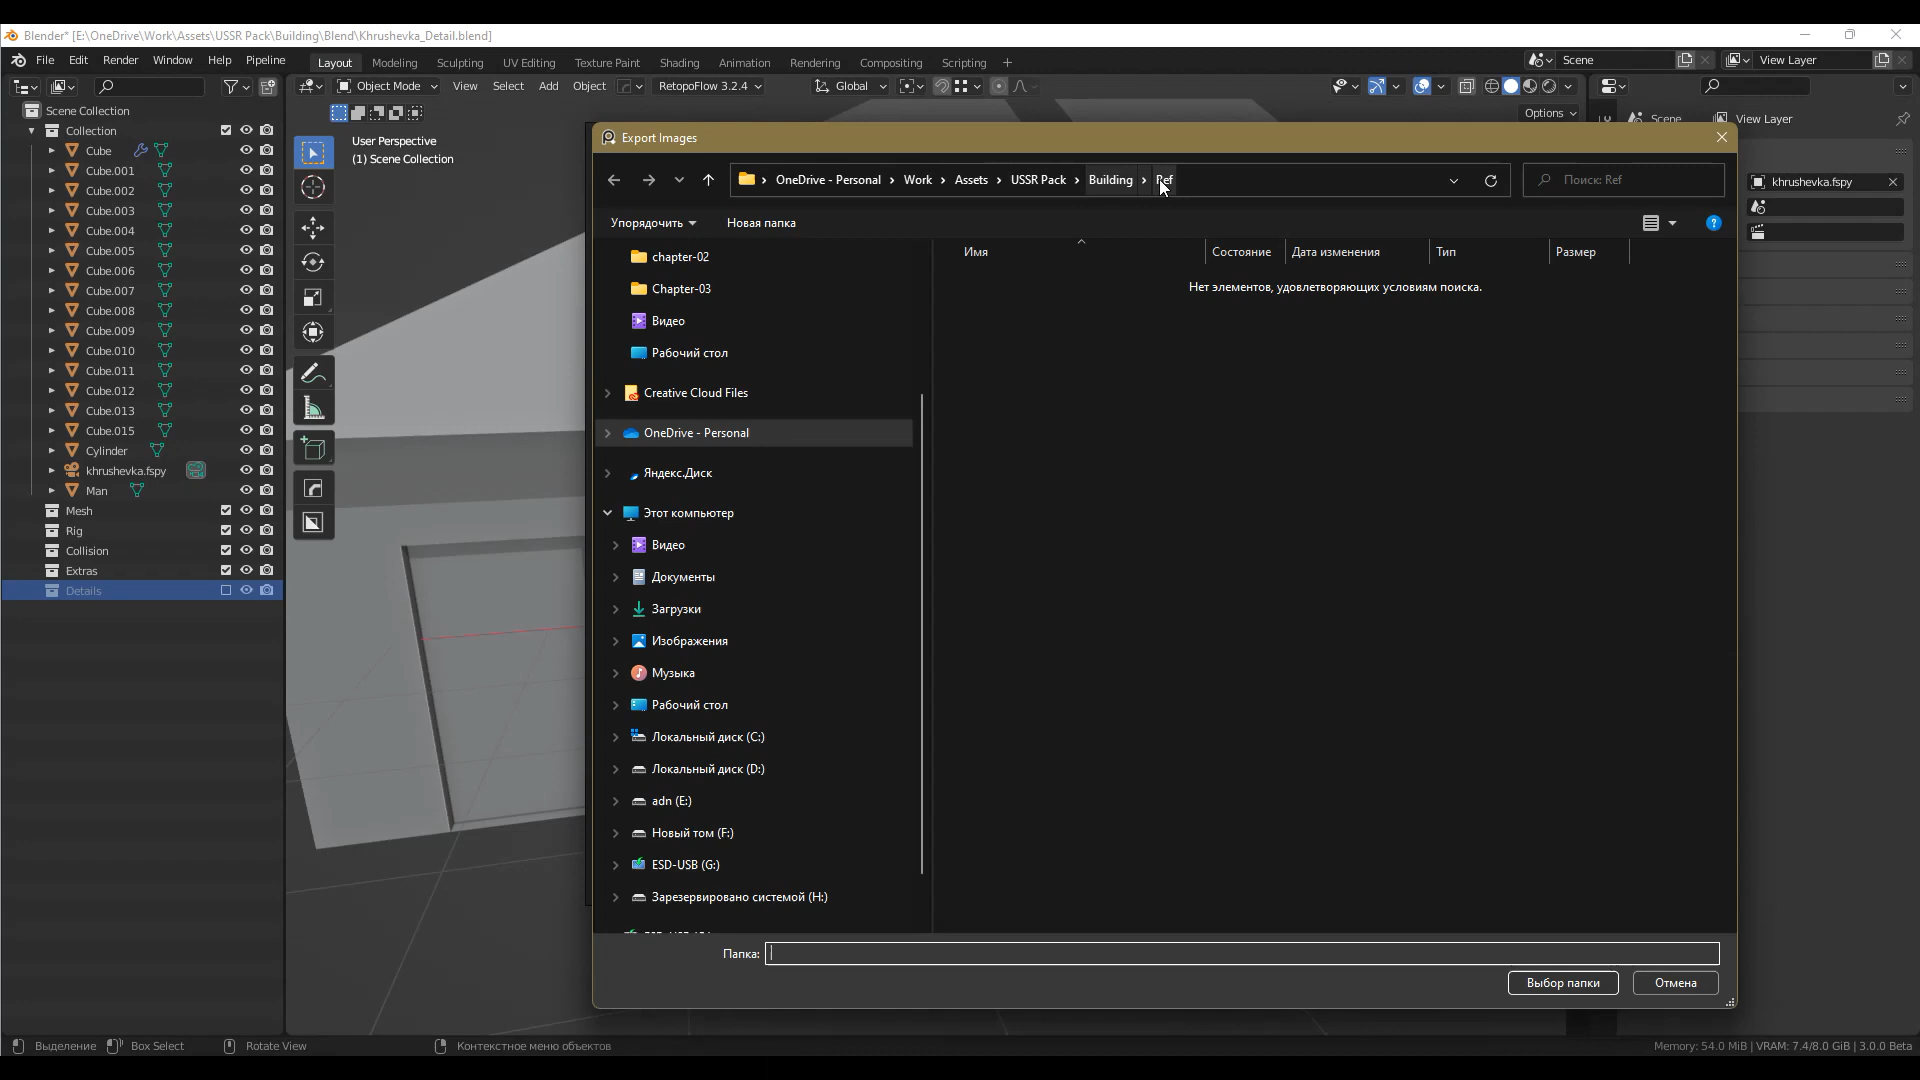 Blender* [E:\OneDrive\Work\Assets\USSR Pack\Building\Blend\Khrushevka_Detail.blend]
File Edit Render Window Help Pipeline
Layout Modeling Sculpting UV Editing Texture Paint Shading Animation Rendering Compositing Scripting +
Scene
View Layer
Object Mode
View Select Add Object
RetopoFlow 3.2.4
Global
Options
Scene
View Layer
khrushevka.fspy
User Perspective
(1) Scene Collection
Scene Collection
Collection
Cube
Cube.001
Cube.002
Cube.003
Cube.004
Cube.005
Cube.006
Cube.007
Cube.008
Cube.009
Cube.010
Cube.011
Cube.012
Cube.013
Cube.015
Cylinder
khrushevka.fspy
Man
Mesh
Rig
Collision
Extras
Details
Export Images
OneDrive - Personal › Work › Assets › USSR Pack › Building › Ref
Поиск: Ref
Упорядочить
Новая папка
Имя Состояние Дата изменения Тип Размер
Нет элементов, удовлетворяющих условиям поиска.
chapter-02
Chapter-03
Видео
Рабочий стол
Creative Cloud Files
OneDrive - Personal
Яндекс.Диск
Этот компьютер
Видео
Документы
Загрузки
Изображения
Музыка
Рабочий стол
Локальный диск (C:)
Локальный диск (D:)
adn (E:)
Новый том (F:)
ESD-USB (G:)
Зарезервировано системой (H:)
Папка:
Выбор папки
Отмена
Выделение
Box Select
Rotate View
Контекстное меню объектов
Memory: 54.0 MiB | VRAM: 7.4/8.0 GiB | 3.0.0 Beta